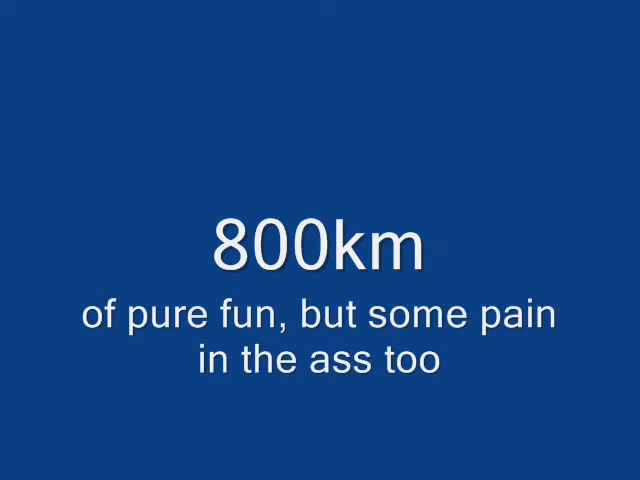 800km
of pure fun, but some pain
in the ass too